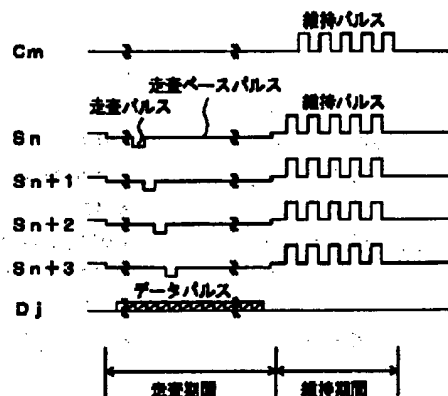 維持パルス
Cm
走査ベースパルス
走査パルス
維持パルス
Sn
Sn+1
Sn+2
Sn+3
データパルス
Dj
走査期間
維持期間